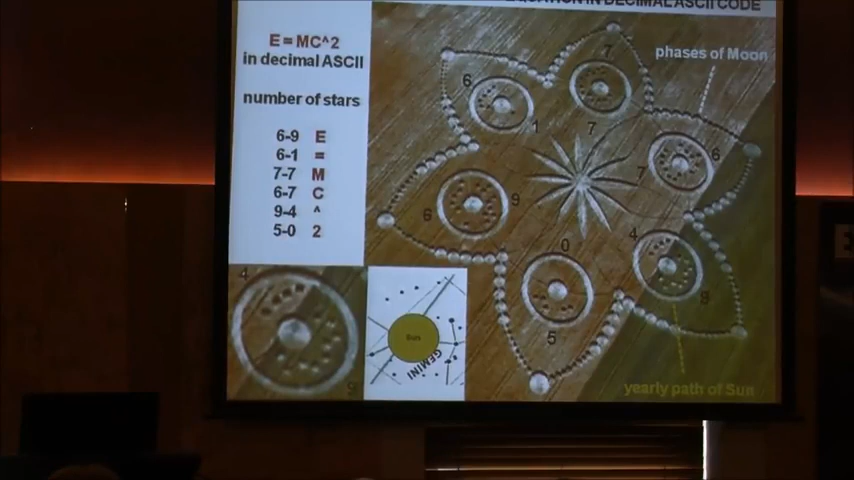 EQUATION IN DECIMAL ASCII CODE
E=MC^2
in decimal ASCII
number of stars
6-9 E
6-1 =
7-7 M
6-7 C
9-4 ^
5-0 2
phases of Moon
7
6
1
7
6
7
9
6
4
0
5
9
yearly path of Sun
4
9
Sun
GEMINI